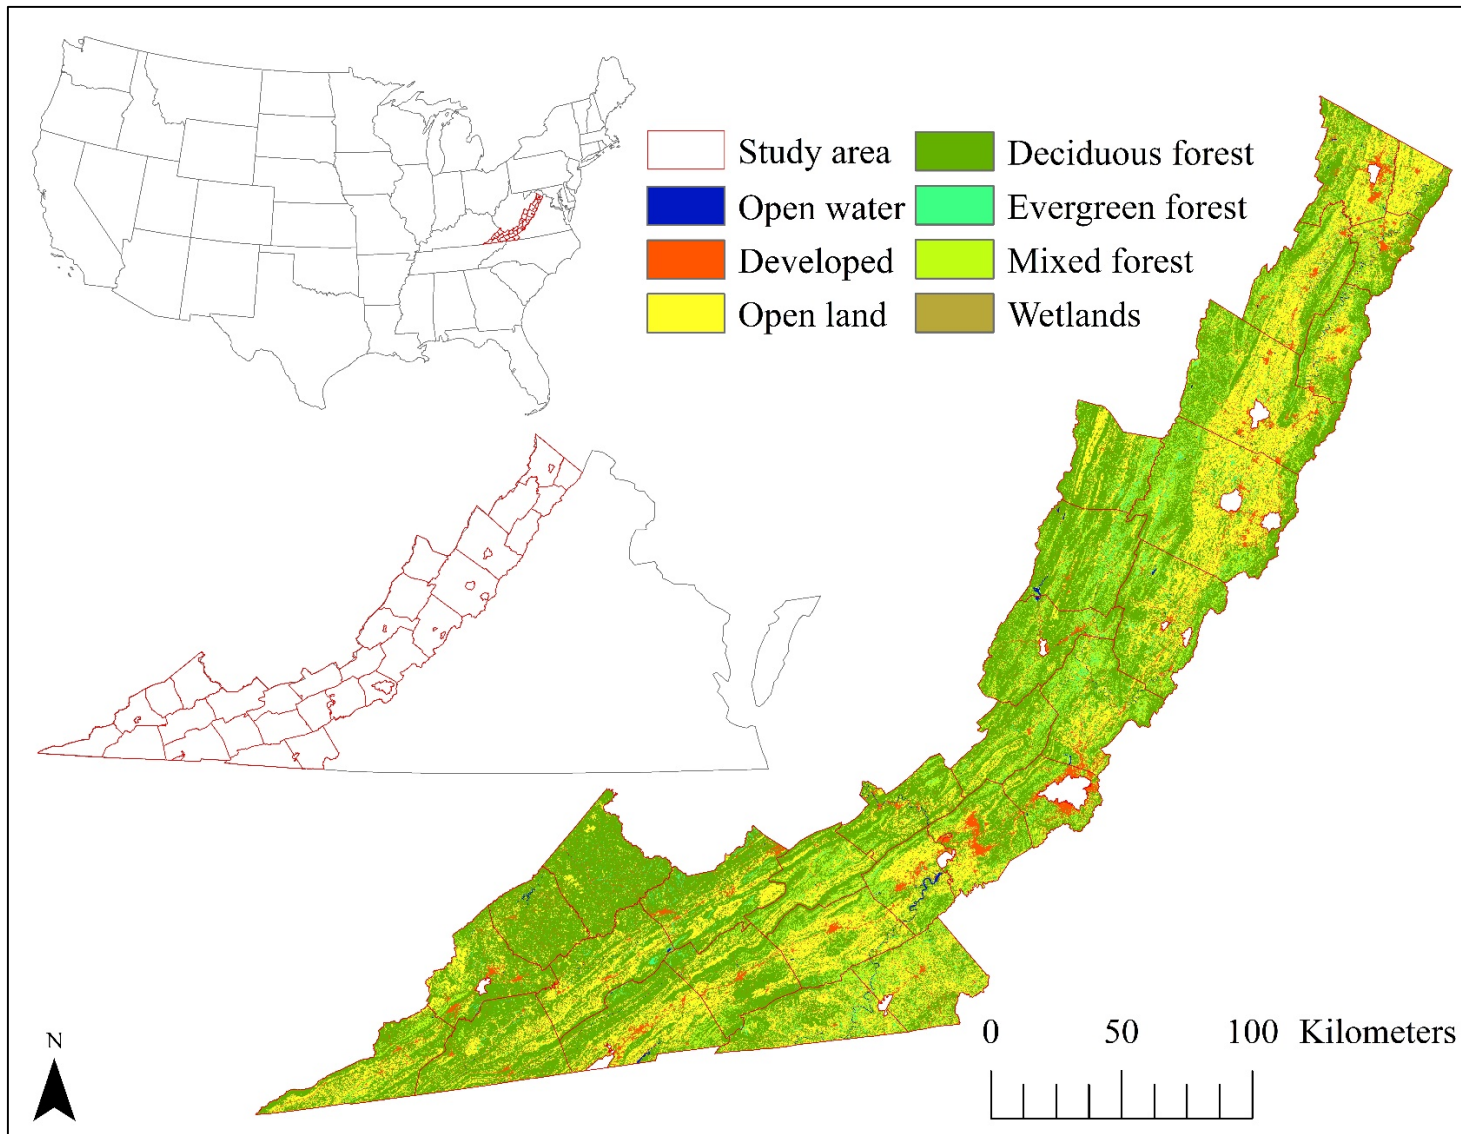 Study area
Open water
Developed
Open land
Deciduous forest
Evergreen forest
Mixed forest
Wetlands
N
0 50 100 Kilometers